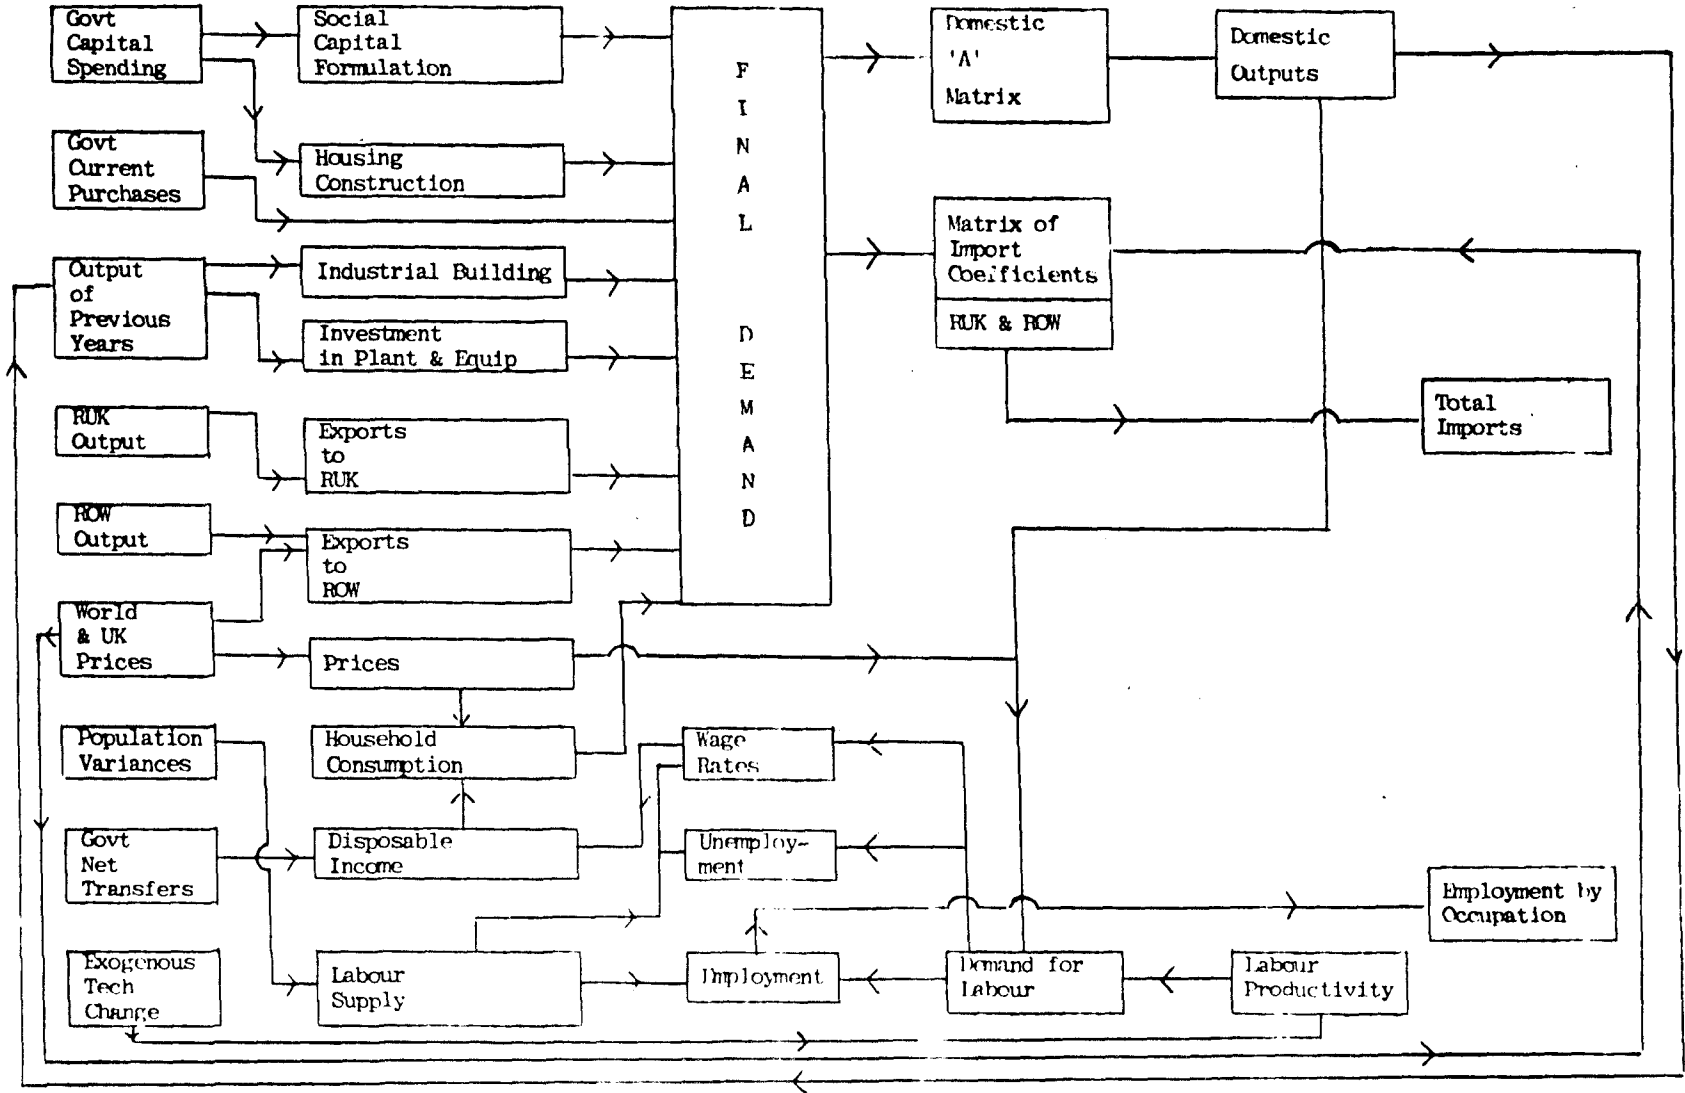 Govt
Capital
Spending
Social
Capital
Formulation
Govt
Current
Purchases
Housing
Construction
Output
of
Previous
Years
Industrial Building
Investment
in Plant & Equip
RUK
Output
Exports
to
RUK
ROW
Output
Exports
to
ROW
World
& UK
Prices
Prices
Population
Variances
Household
Consumption
Govt
Net
Transfers
Disposable
Income
Exogenous
Tech
Change
Labour
Supply
F
I
N
A
L
D
E
M
A
N
D
Domestic
'A'
Matrix
Domestic
Outputs
Matrix of
Import
Coefficients
RUK & ROW
Total
Imports
Wage
Rates
Unemploy-
ment
Employment
Demand for
Labour
Labour
Productivity
Employment by
Occupation